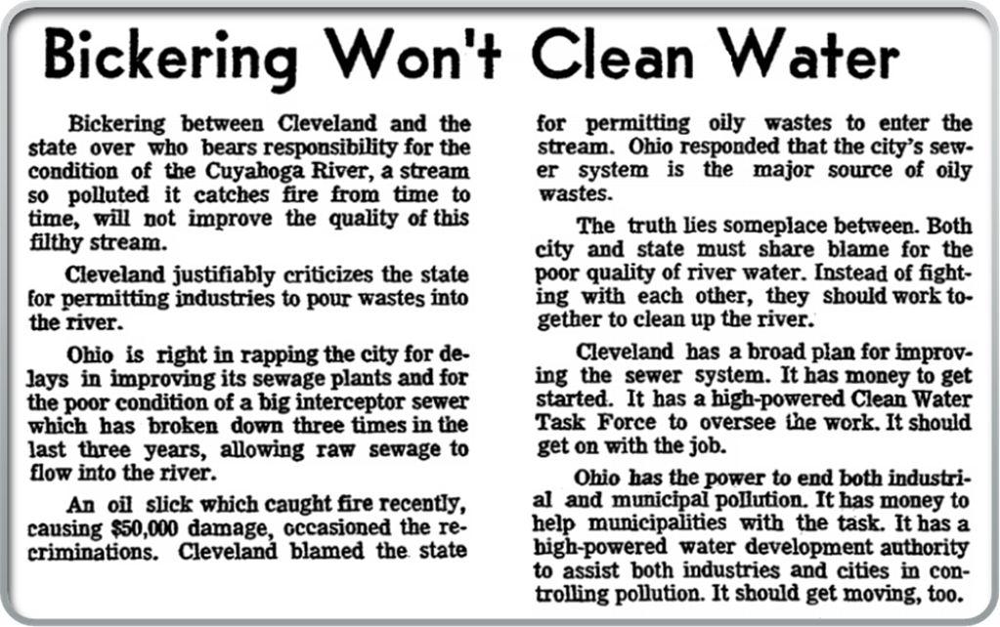 Bickering Won't Clean Water
Bickering between Cleveland and the
state over who bears responsibility for the
condition of the Cuyahoga River, a stream
so polluted it catches fire from time to
time, will not improve the quality of this
filthy stream.
Cleveland justifiably criticizes the state
for permitting industries to pour wastes into
the river.
Ohio is right in rapping the city for de-
lays in improving its sewage plants and for
the poor condition of a big interceptor sewer
which has broken down three times in the
last three years, allowing raw sewage to
flow into the river.
An oil slick which caught fire recently,
causing $50,000 damage, occasioned the re-
criminations. Cleveland blamed the state
for permitting oily wastes to enter the
stream. Ohio responded that the city's sew-
er system is the major source of oily
wastes.
The truth lies someplace between. Both
city and state must share blame for the
poor quality of river water. Instead of fight-
ing with each other, they should work to-
gether to clean up the river.
Cleveland has a broad plan for improv-
ing the sewer system. It has money to get
started. It has a high-powered Clean Water
Task Force to oversee the work. It should
get on with the job.
Ohio has the power to end both industri-
al and municipal pollution. It has money to
help municipalities with the task. It has a
high-powered water development authority
to assist both industries and cities in con-
trolling pollution. It should get moving, too.